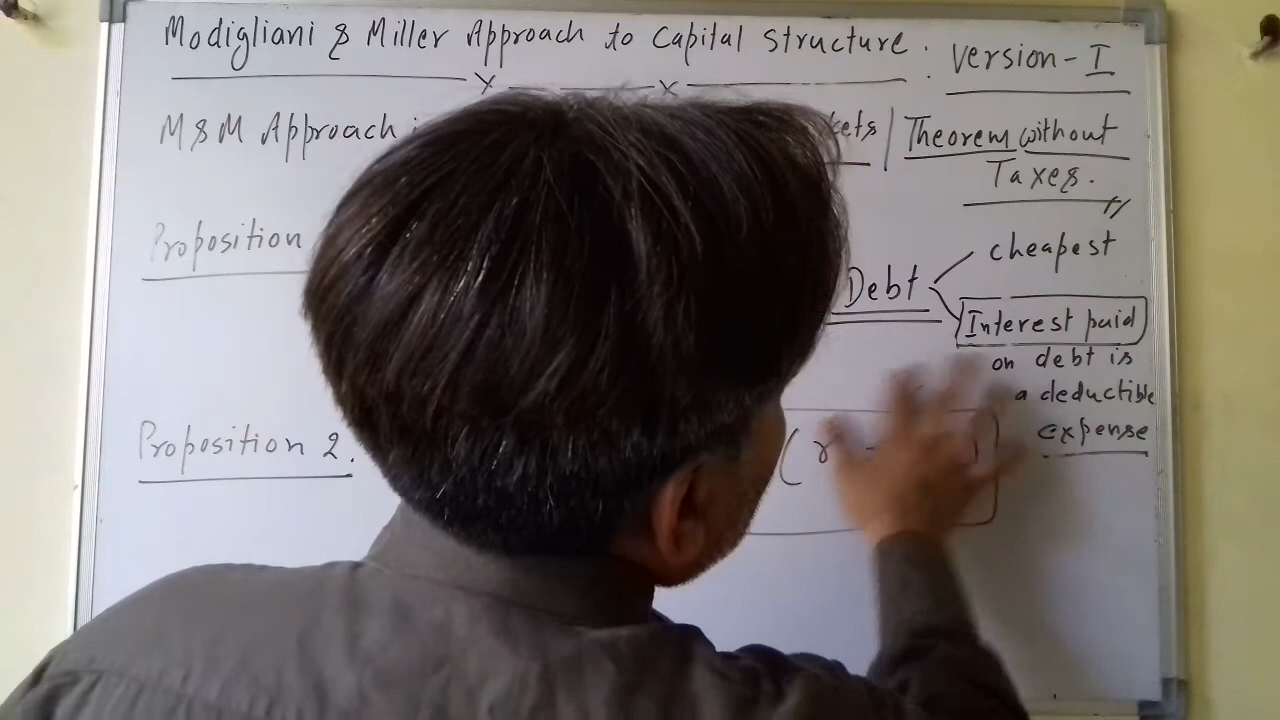 Modigliani & Miller Approach to Capital Structure. Version-I
M & M Approach
Theorem without
Taxes.
Proposition
cheapest
Debt
Interest paid
on debt is
a deductible
expense
Proposition 2.
( r